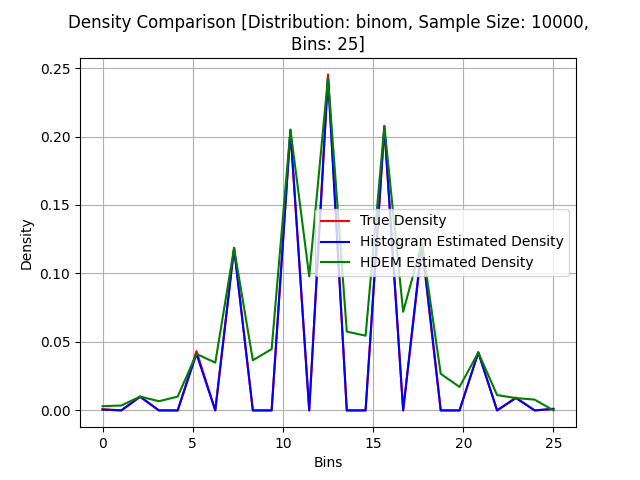 Density Comparison [Distribution: binom, Sample Size: 10000,
Bins: 25]
0.25
0.20
0.15
0.10
0.05
0.00
Density
True Density
Histogram Estimated Density
HDEM Estimated Density
0 5 10 15 20 25
Bins